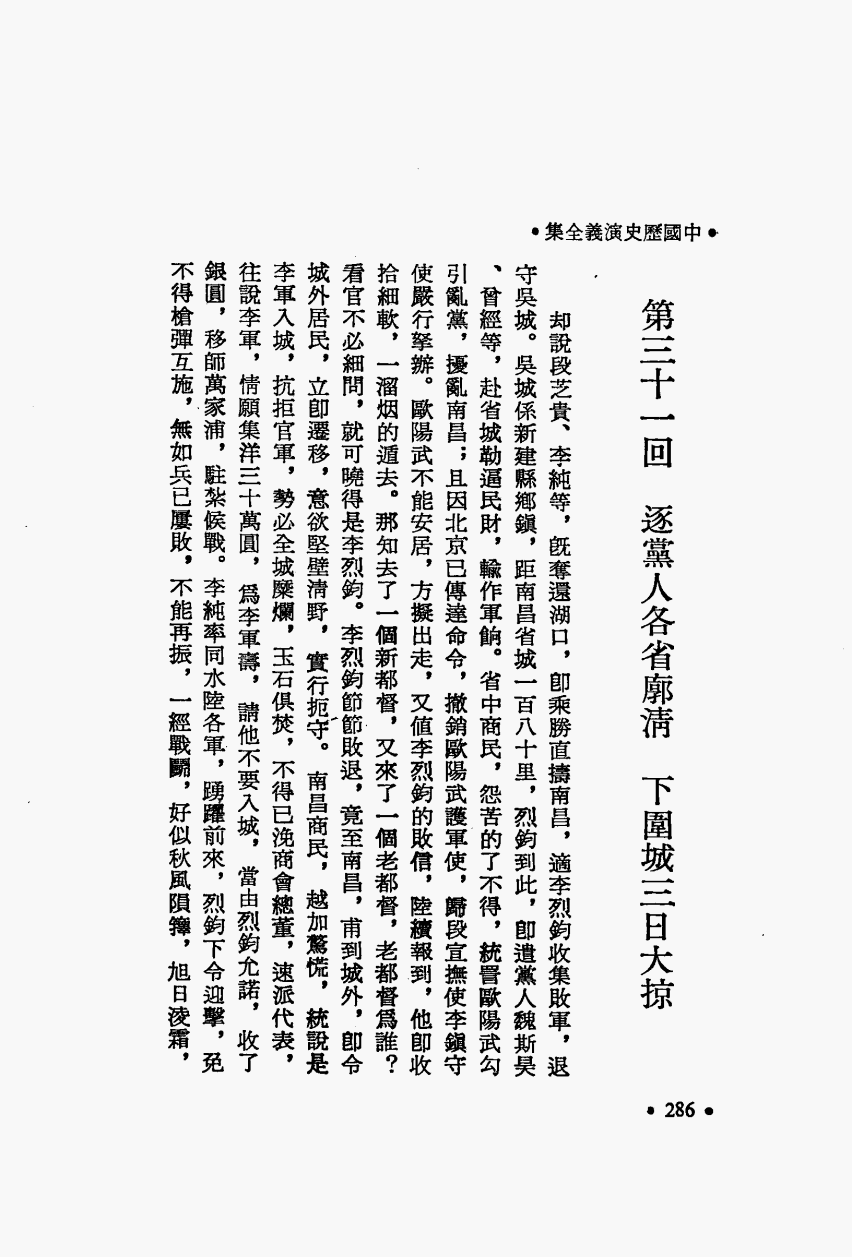 •中國歷史演義全集•
第三十一回　逐黨人各省廓清　下圍城三日大掠
却說段芝貴、李純等，旣奪還湖口，卽乘勝直擣南昌，適李烈鈞收集敗軍，退
守吳城。吳城係新建縣鄉鎭，距南昌省城一百八十里，烈鈞到此，卽遣黨人魏斯昊
、曾經等，赴省城勒逼民財，輸作軍餉。省中商民，怨苦的了不得，統詈歐陽武勾
引亂黨，擾亂南昌；且因北京已傳達命令，撤銷歐陽武護軍使，歸段宣撫使李鎭守
使嚴行拏辦。歐陽武不能安居，方擬出走，又值李烈鈞的敗信，陸續報到，他卽收
拾細軟，一溜烟的遁去。那知去了一個新都督，又來了一個老都督，老都督爲誰？
看官不必細問，就可曉得是李烈鈞。李烈鈞節節敗退，竟至南昌，甫到城外，卽令
城外居民，立卽遷移，意欲堅壁淸野，實行扼守。南昌商民，越加驚慌，統說是
李軍入城，抗拒官軍，勢必全城糜爛，玉石俱焚，不得已浼商會總董，速派代表，
往說李軍，情願集洋三十萬圓，爲李軍壽，請他不要入城，當由烈鈞允諾，收了
銀圓，移師萬家浦，駐紮候戰。李純率同水陸各軍，踴躍前來，烈鈞下令迎擊，免
不得槍彈互施，無如兵已屢敗，不能再振，一經戰鬭，好似秋風隕籜，旭日淩霜，
•286•